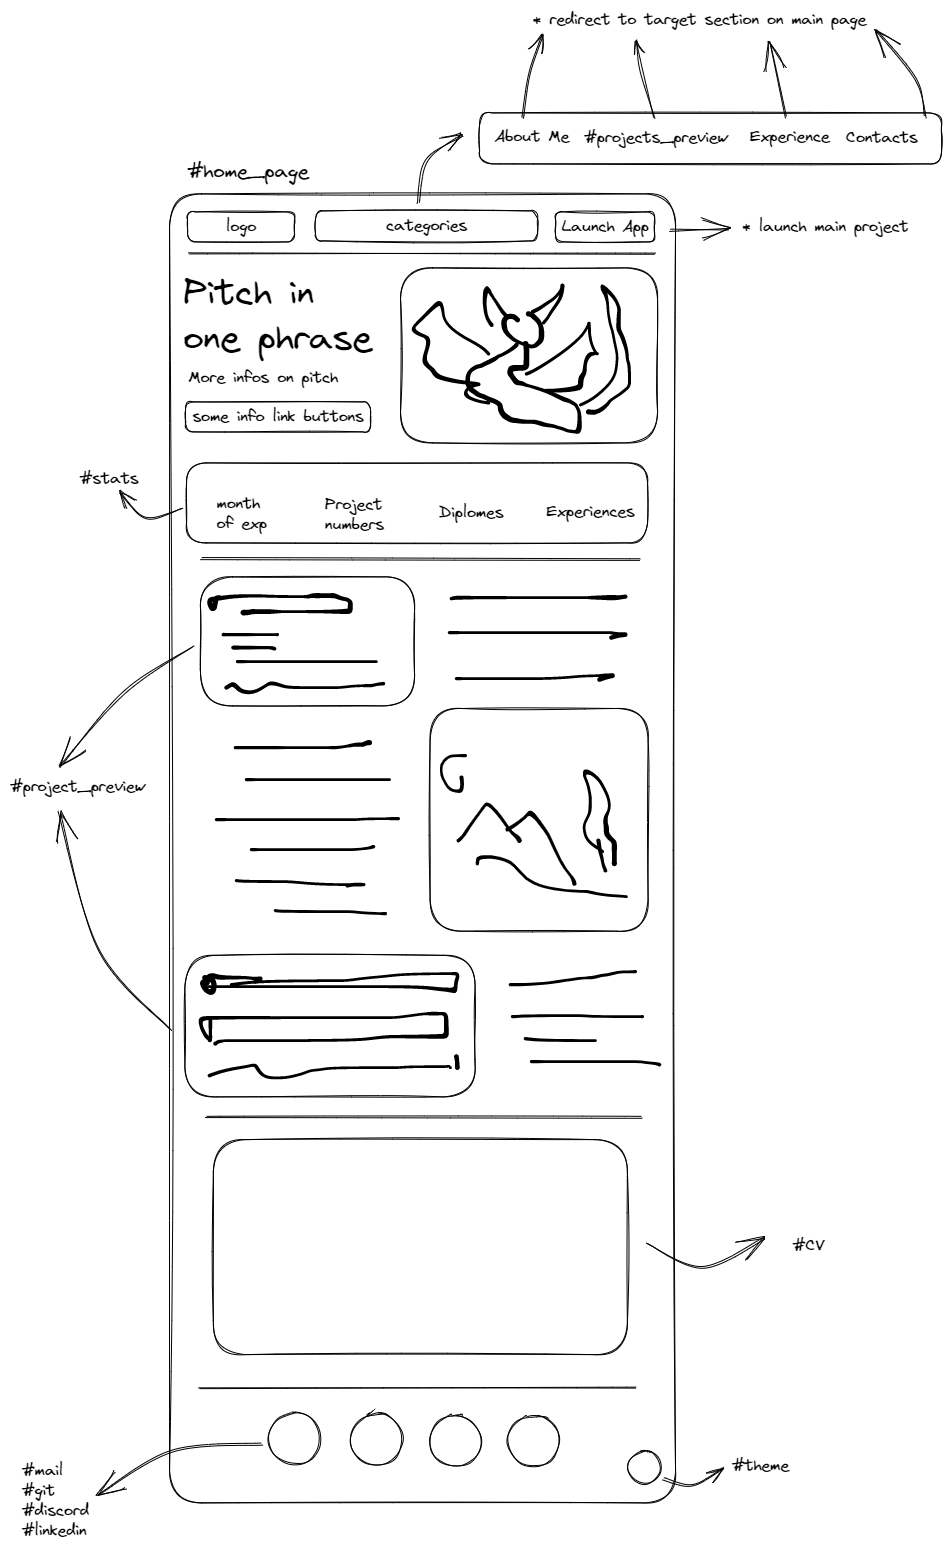 * redirect to target section on main page
About Me #projects_preview Experience Contacts
#home_page
logo categories Launch App
* launch main project
Pitch in
one phrase
More infos on pitch
some info link buttons
#stats
month
of exp
Project
numbers
Diplomes
Experiences
#project_preview
#cv
#mail
#git
#discord
#linkedin
#theme